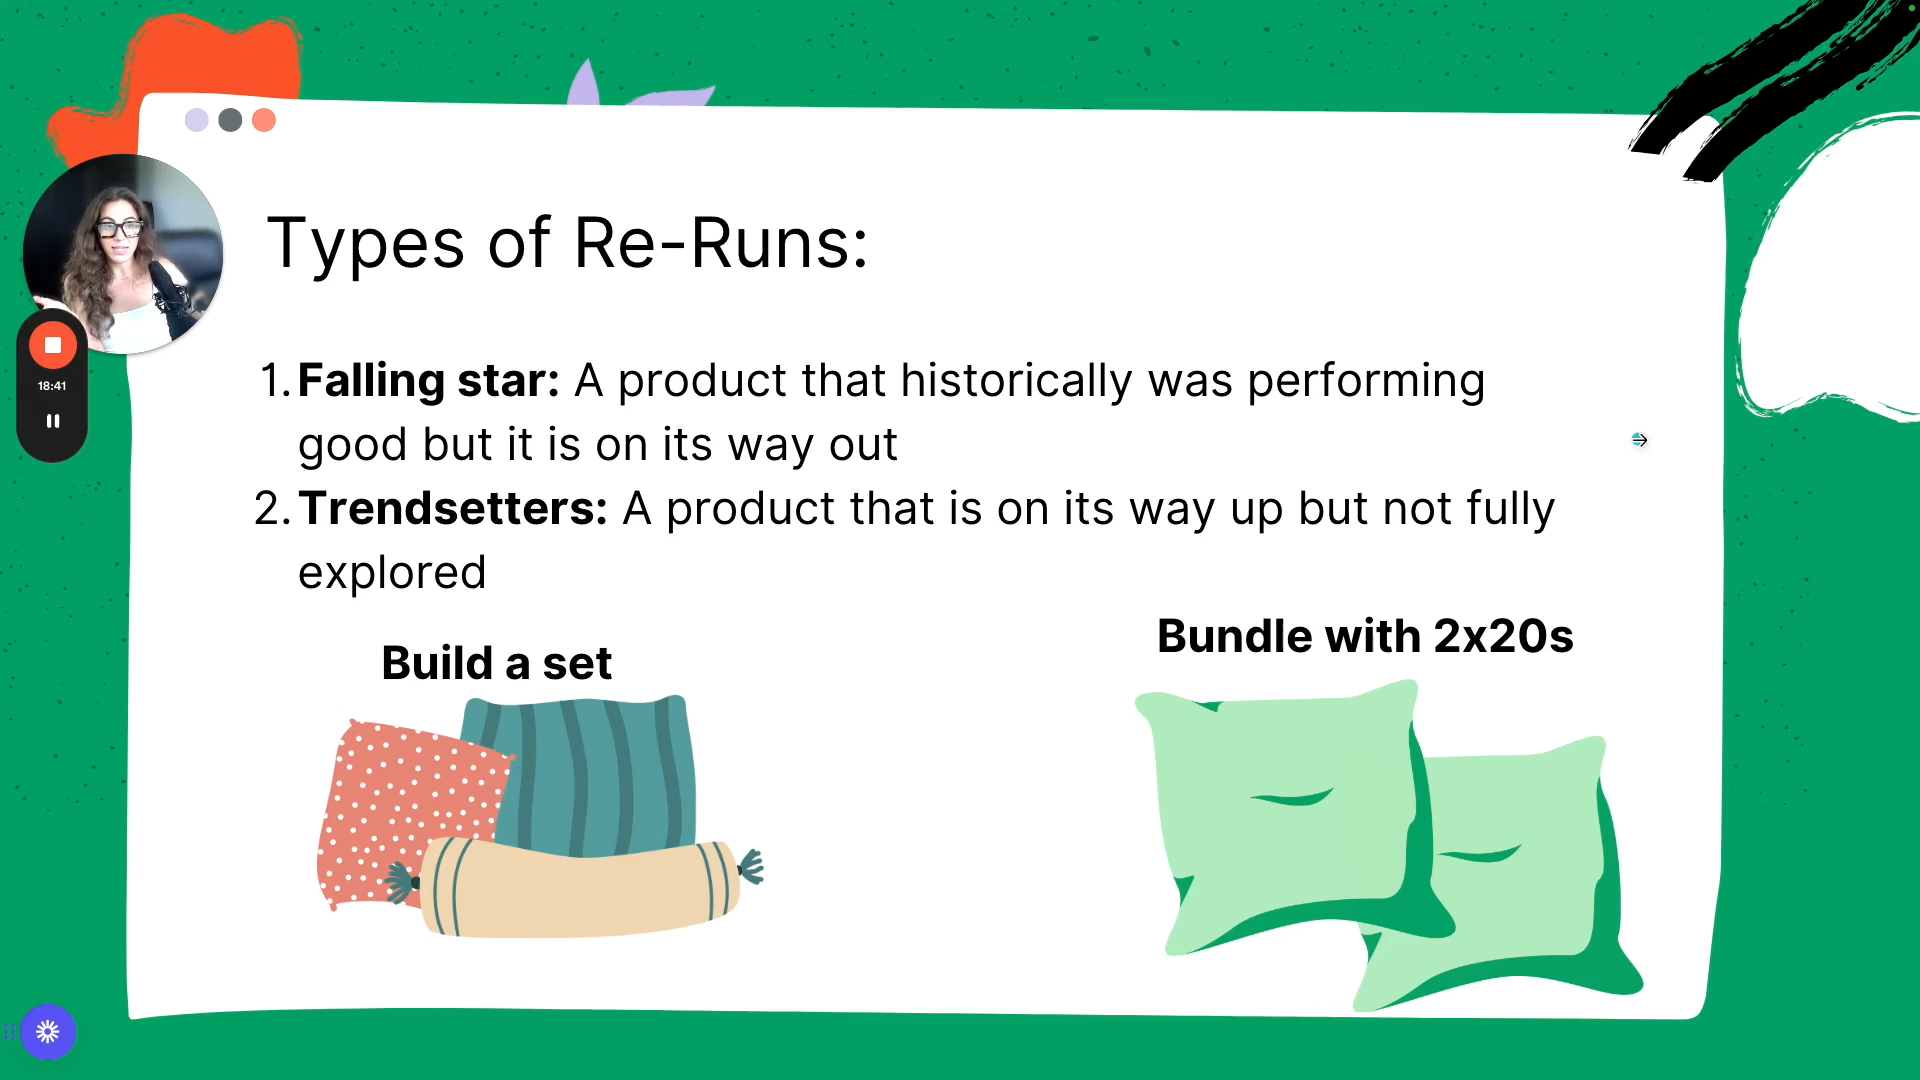 Types of Re-Runs:
18:41
1. Falling star: A product that historically was performing
good but it is on its way out
2. Trendsetters: A product that is on its way up but not fully
explored
Build a set
Bundle with 2x20s